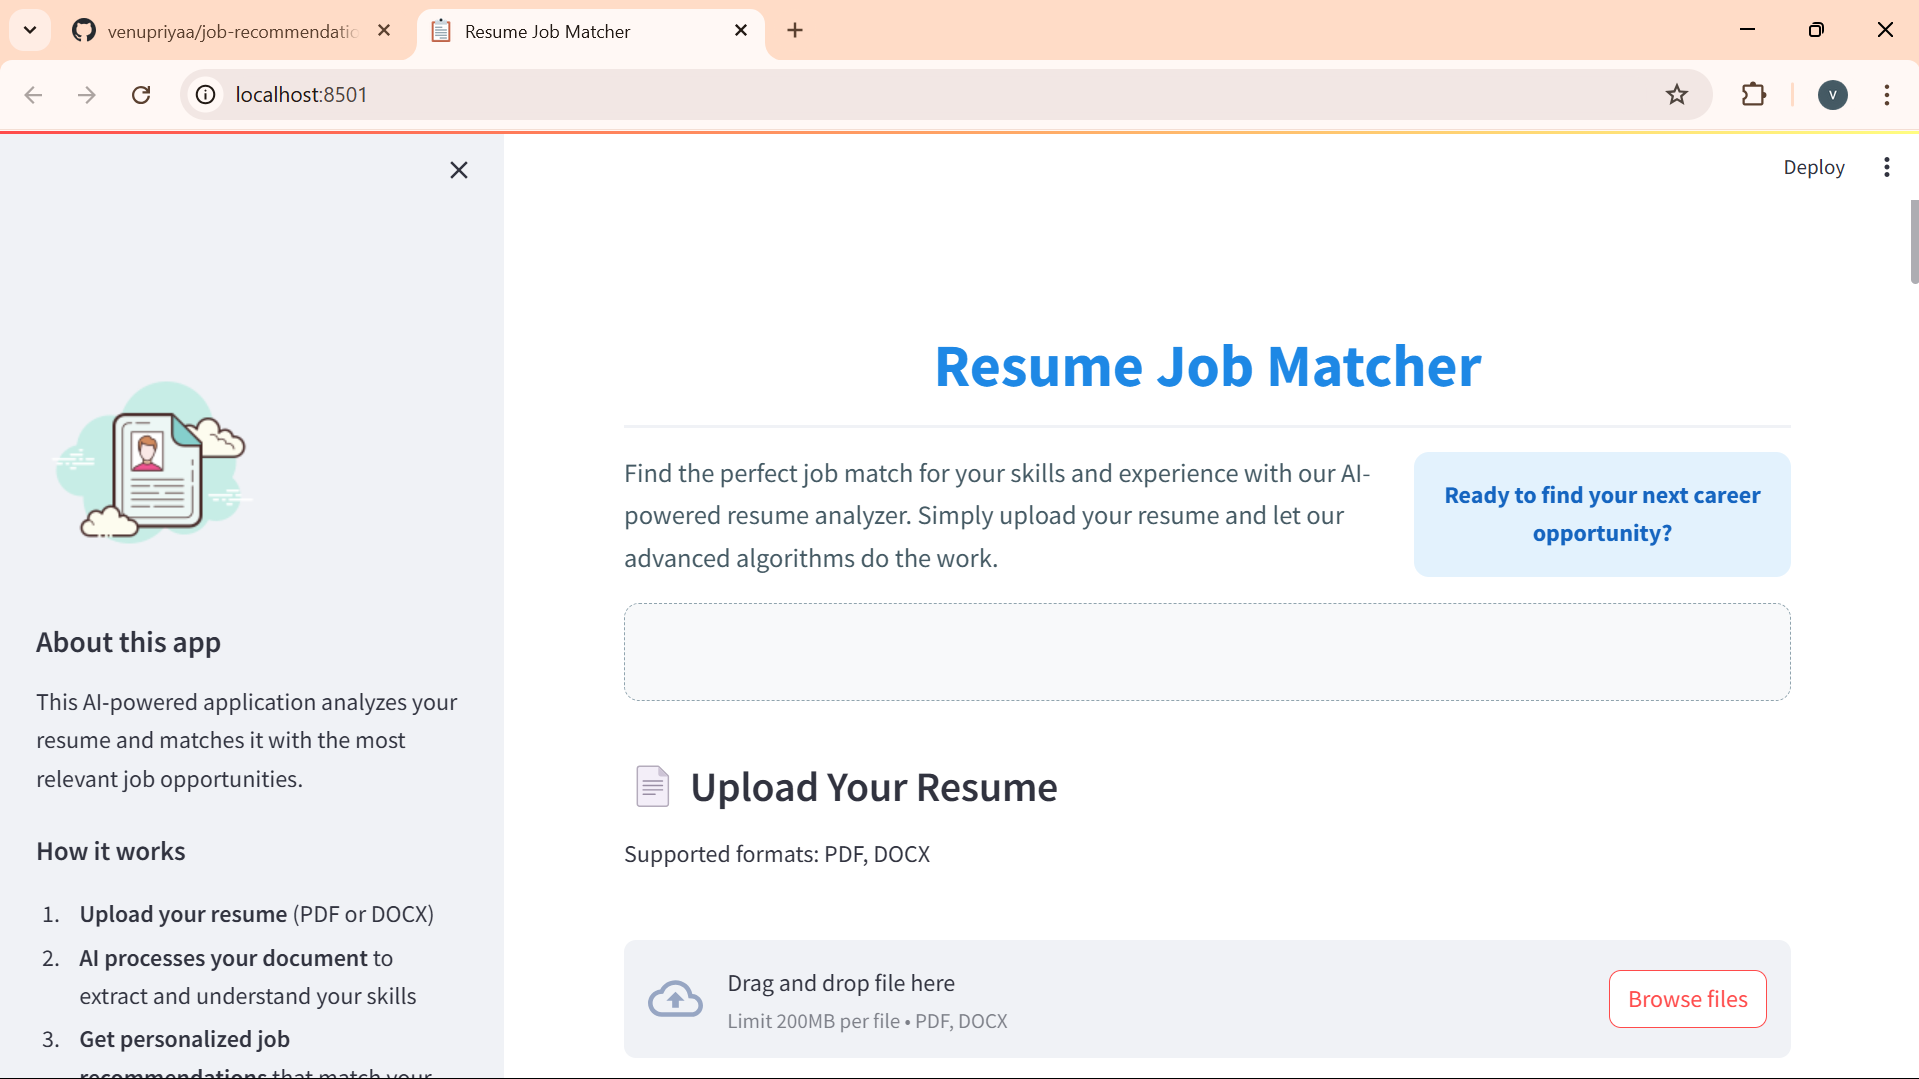 venupriyaa/job-recommendatio
Resume Job Matcher
localhost:8501
V
Deploy
About this app
This AI-powered application analyzes your
resume and matches it with the most
relevant job opportunities.
How it works
1. Upload your resume (PDF or DOCX)
2. AI processes your document to
extract and understand your skills
3. Get personalized job
recommendations that match your
Resume Job Matcher
Find the perfect job match for your skills and experience with our AI-
powered resume analyzer. Simply upload your resume and let our
advanced algorithms do the work.
Ready to find your next career
opportunity?
Upload Your Resume
Supported formats: PDF, DOCX
Drag and drop file here
Limit 200MB per file • PDF, DOCX
Browse files